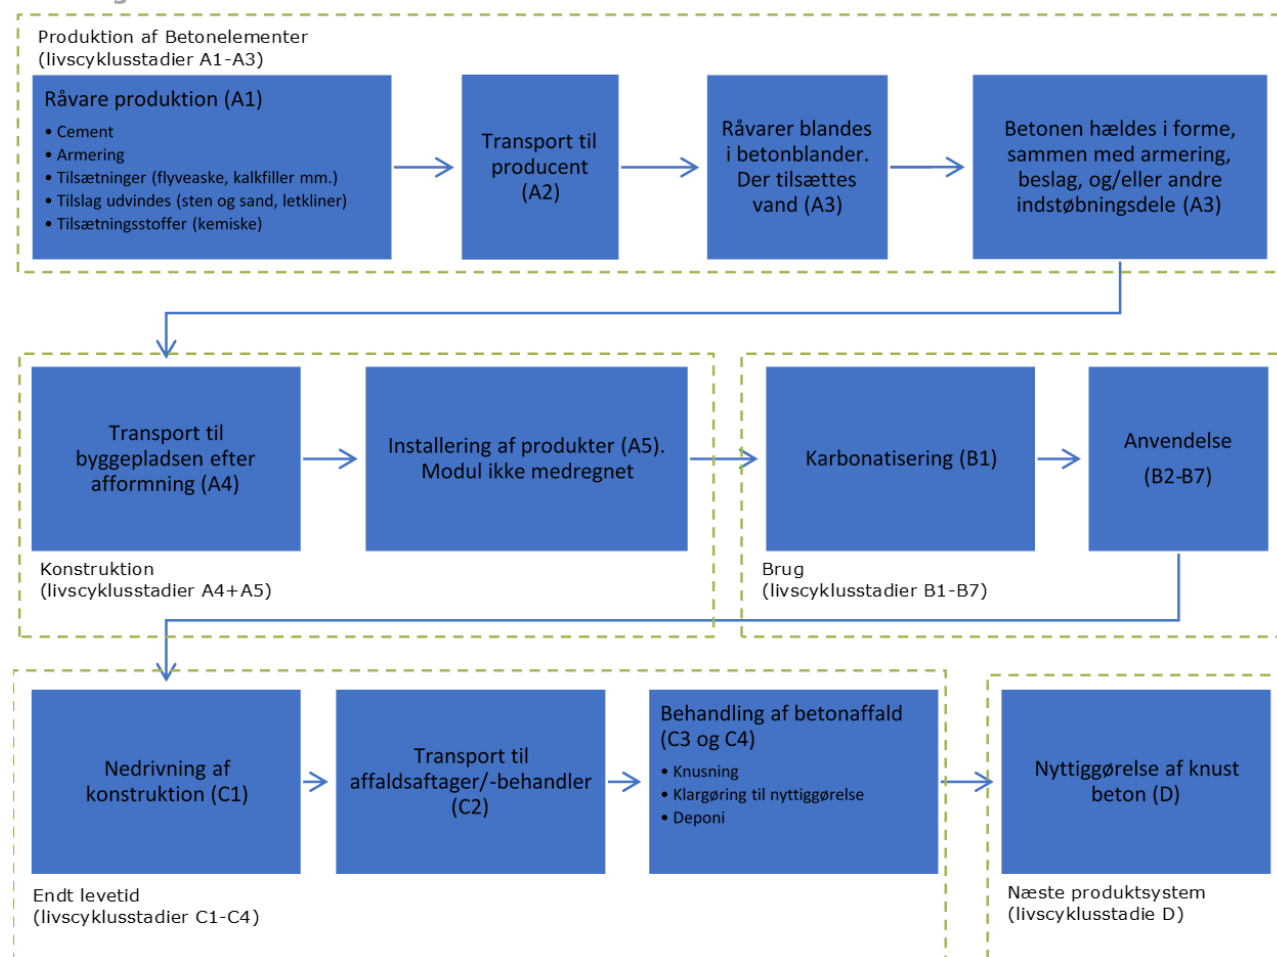 Produktion af Betonelementer
(livscyklusstadier A1-A3)
Råvare produktion (A1)
• Cement
• Armering
• Tilsætninger (flyveaske, kalkfiller mm.)
• Tilslag udvindes (sten og sand, letkliner)
• Tilsætningsstoffer (kemiske)
Transport til
producent
(A2)
Råvarer blandes
i betonblander.
Der tilsættes
vand (A3)
Betonen hældes i forme,
sammen med armering,
beslag, og/eller andre
indstøbningsdele (A3)
Transport til
byggepladsen efter
afformning (A4)
Installering af produkter (A5).
Modul ikke medregnet
Konstruktion
(livscyklusstadier A4+A5)
Karbonatisering (B1)
Anvendelse
(B2-B7)
Brug
(livscyklusstadier B1-B7)
Nedrivning af
konstruktion (C1)
Transport til
affaldsaftager/-behandler
(C2)
Behandling af betonaffald
(C3 og C4)
• Knusning
• Klargøring til nyttiggørelse
• Deponi
Endt levetid
(livscyklusstadier C1-C4)
Nyttiggørelse af knust
beton (D)
Næste produktsystem
(livscyklusstadie D)